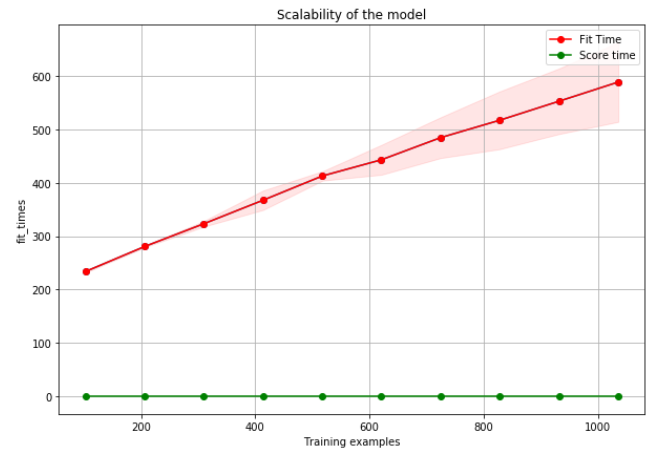 Scalability of the model
Fit Time
Score time
600
500
400
300
200
100
0
fit_times
200
400
600
800
1000
Training examples